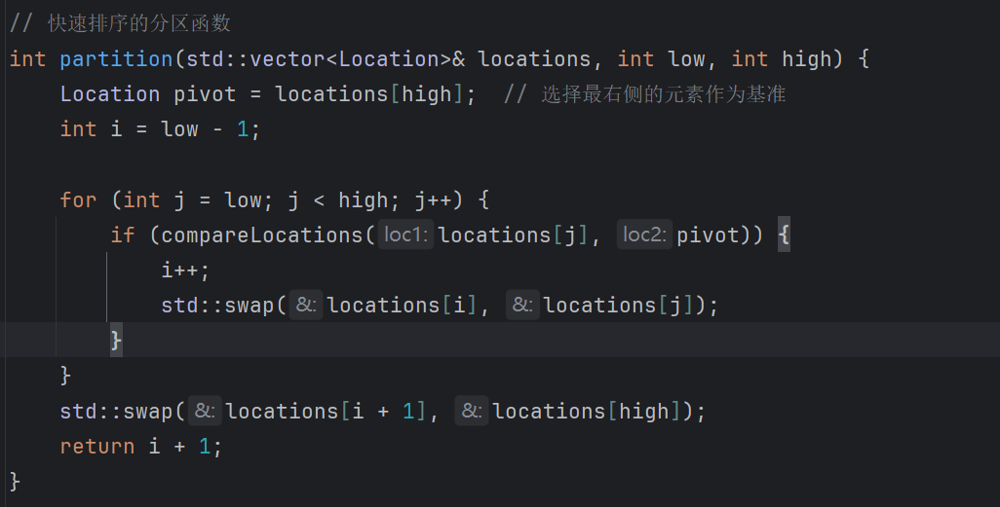 // 快速排序的分区函数
int partition(std::vector<Location>& locations, int low, int high) {
Location pivot = locations[high];  // 选择最右侧的元素作为基准
int i = low - 1;
for (int j = low; j < high; j++) {
if (compareLocations( loc1: locations[j], loc2: pivot)) {
i++;
std::swap( &: locations[i], &: locations[j]);
}
}
std::swap( &: locations[i + 1], &: locations[high]);
return i + 1;
}